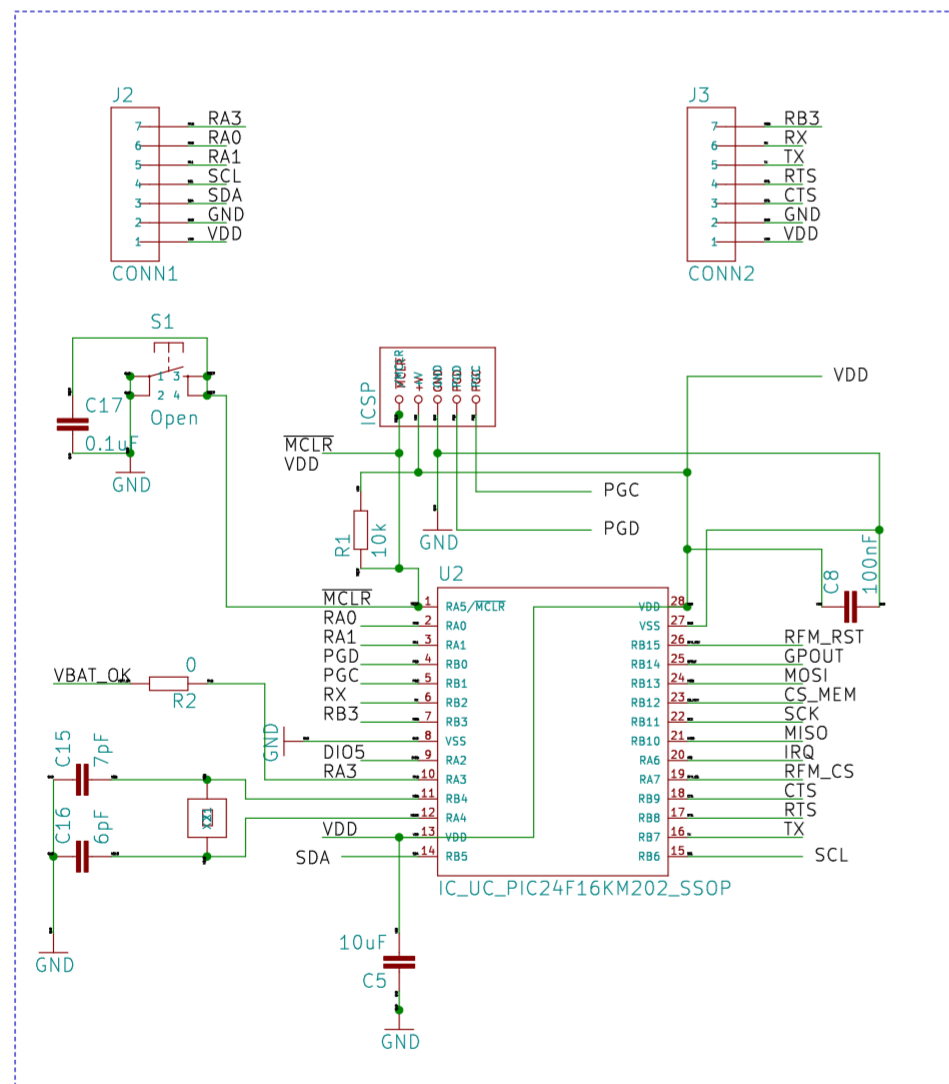 J2
7 RA3
6 RA0
5 RA1
4 SCL
3 SDA
2 GND
1 VDD
CONN1
J3
7 RB3
6 RX
5 TX
4 RTS
3 CTS
2 GND
1 VDD
CONN2
S1
1 3
2 4
Open
C17
0.1uF
GND
ICSP
MCLR
GND
PGD
PGC
VDD
MCLR
VDD
PGC
PGD
GND
R1
10k
C8
100nF
U2
MCLR 1 RA5/MCLR
RA0 2 RA0
RA1 3 RA1
PGD 4 RB0
PGC 5 RB1
RX 6 RB2
RB3 7 RB3
GND 8 VSS
DIO5 9 RA2
RA3 10 RA3
11 RB4
12 RA4
VDD 13 VDD
SDA 14 RB5
VDD 28
VSS 27
RB15 26 RFM_RST
RB14 25 GPOUT
RB13 24 MOSI
RB12 23 CS_MEM
RB11 22 SCK
RB10 21 MISO
RA6 20 IRQ
RA7 19 RFM_CS
RB9 18 CTS
RB8 17 RTS
RB7 16 TX
RB6 15 SCL
IC_UC_PIC24F16KM202_SSOP
VBAT_OK
0
R2
C15
7pF
C16
6pF
GND
10uF
C5
GND